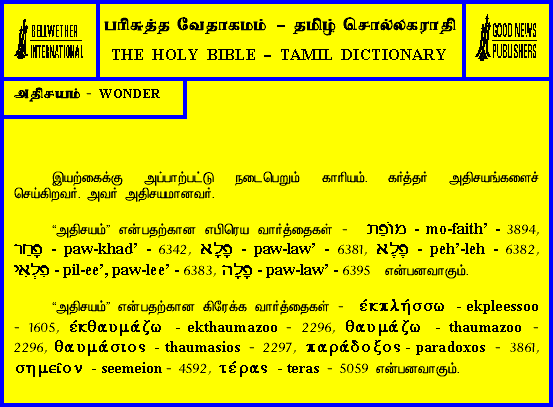 BELLWETHER
INTERNATIONAL
பரிசுத்த வேதாகமம் – தமிழ் சொல்லகராதி
THE HOLY BIBLE – TAMIL DICTIONARY
GOOD NEWS
PUBLISHERS
அதிசயம் - WONDER
இயற்கைக்கு அப்பாற்பட்டு நடைபெறும் காரியம். கர்த்தர் அதிசயங்களைச்
செய்கிறவர். அவர் அதிசயமானவர்.
“அதிசயம்” என்பதற்கான எபிரெய வார்த்தைகள் - מוֹפֵת - mo-faith’ - 3894,
פָּחַד - paw-khad’ - 6342, פָּלָא - paw-law’ - 6381, פֶּלֶא - peh’-leh - 6382,
פִּלְאִי - pil-ee’, paw-lee’ - 6383, פָּלָה - paw-law’ - 6395 என்பனவாகும்.
“அதிசயம்” என்பதற்கான கிரேக்க வார்த்தைகள் - ἐκπλήσσω - ekpleessoo
- 1605, ἐκθαυμάζω - ekthaumazoo - 2296, θαυμάζω - thaumazoo -
2296, θαυμάσιος - thaumasios - 2297, παράδοξος - paradoxos - 3861,
σημεῖον - seemeion - 4592, τέρας - teras - 5059 என்பனவாகும்.